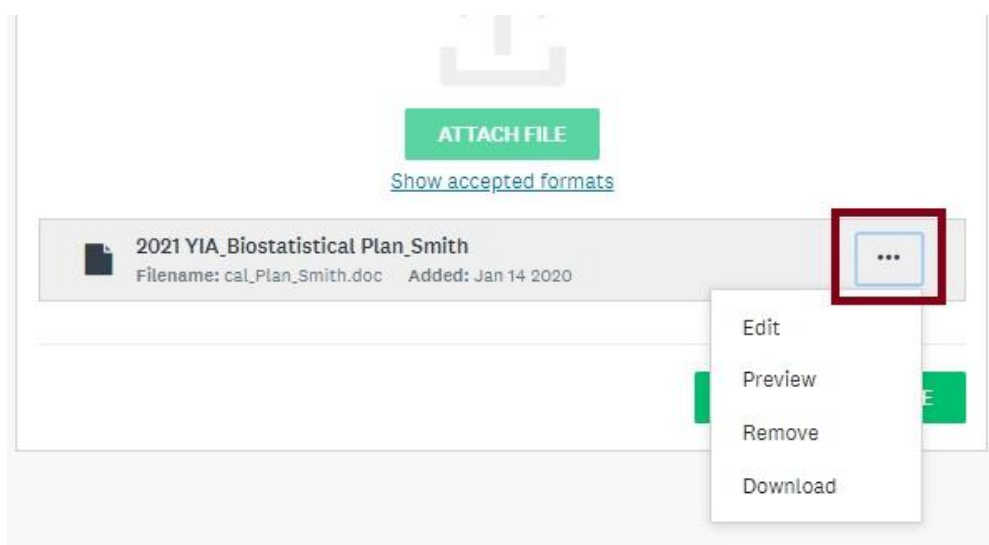 ATTACH FILE
Show accepted formats
2021 YIA_Biostatistical Plan_Smith
Filename: cal_Plan_Smith.doc Added: Jan 14 2020
...
Edit
Preview
E
Remove
Download